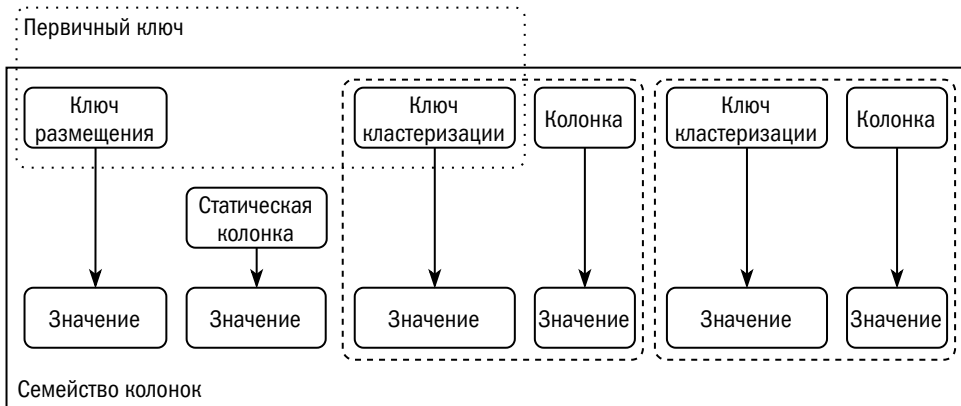 Первичный ключ
Ключ
размещения
Ключ
кластеризации
Колонка
Ключ
кластеризации
Колонка
Статическая
колонка
Значение
Значение
Значение
Значение
Значение
Значение
Семейство колонок